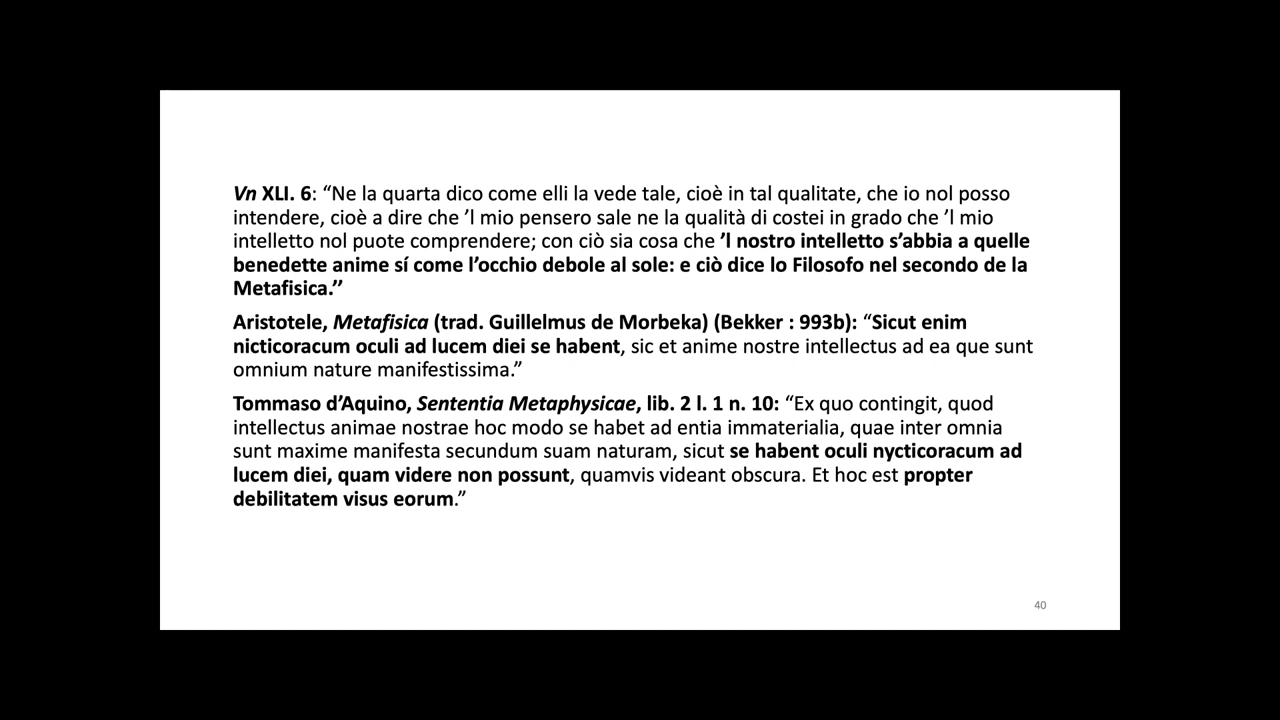 Vn XLI. 6: “Ne la quarta dico come elli la vede tale, cioè in tal qualitate, che io nol posso
intendere, cioè a dire che ’l mio pensero sale ne la qualità di costei in grado che ’l mio
intelletto nol puote comprendere; con ciò sia cosa che ’l nostro intelletto s’abbia a quelle
benedette anime sí come l’occhio debole al sole: e ciò dice lo Filosofo nel secondo de la
Metafisica.’’
Aristotele, Metafisica (trad. Guillelmus de Morbeka) (Bekker : 993b): “Sicut enim
nicticoracum oculi ad lucem diei se habent, sic et anime nostre intellectus ad ea que sunt
omnium nature manifestissima.”
Tommaso d’Aquino, Sententia Metaphysicae, lib. 2 l. 1 n. 10: “Ex quo contingit, quod
intellectus animae nostrae hoc modo se habet ad entia immaterialia, quae inter omnia
sunt maxime manifesta secundum suam naturam, sicut se habent oculi nycticoracum ad
lucem diei, quam videre non possunt, quamvis videant obscura. Et hoc est propter
debilitatem visus eorum.”
40